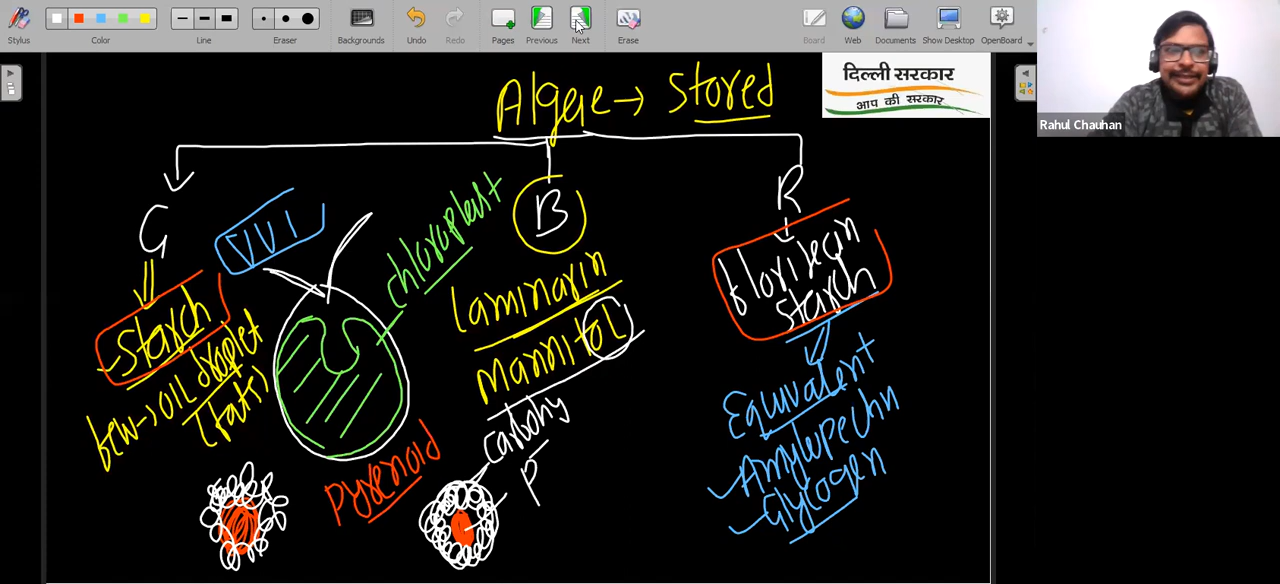 Stylus
Color
Line
Eraser
Backgrounds
Undo
Redo
Pages
Previous
Next
Erase
Board
Web
Documents
Show Desktop
OpenBoard
Rahul Chauhan
दिल्ली सरकार
आप की सरकार
Algae → Stored
G
VVI
Starch
few → OIL droplet
(fats)
chloroplast
pyrenoid
B
Laminarin
MannitoL
carbohy
P
R
floridean
Starch
Equivalent
Amylopectin
Glycogen